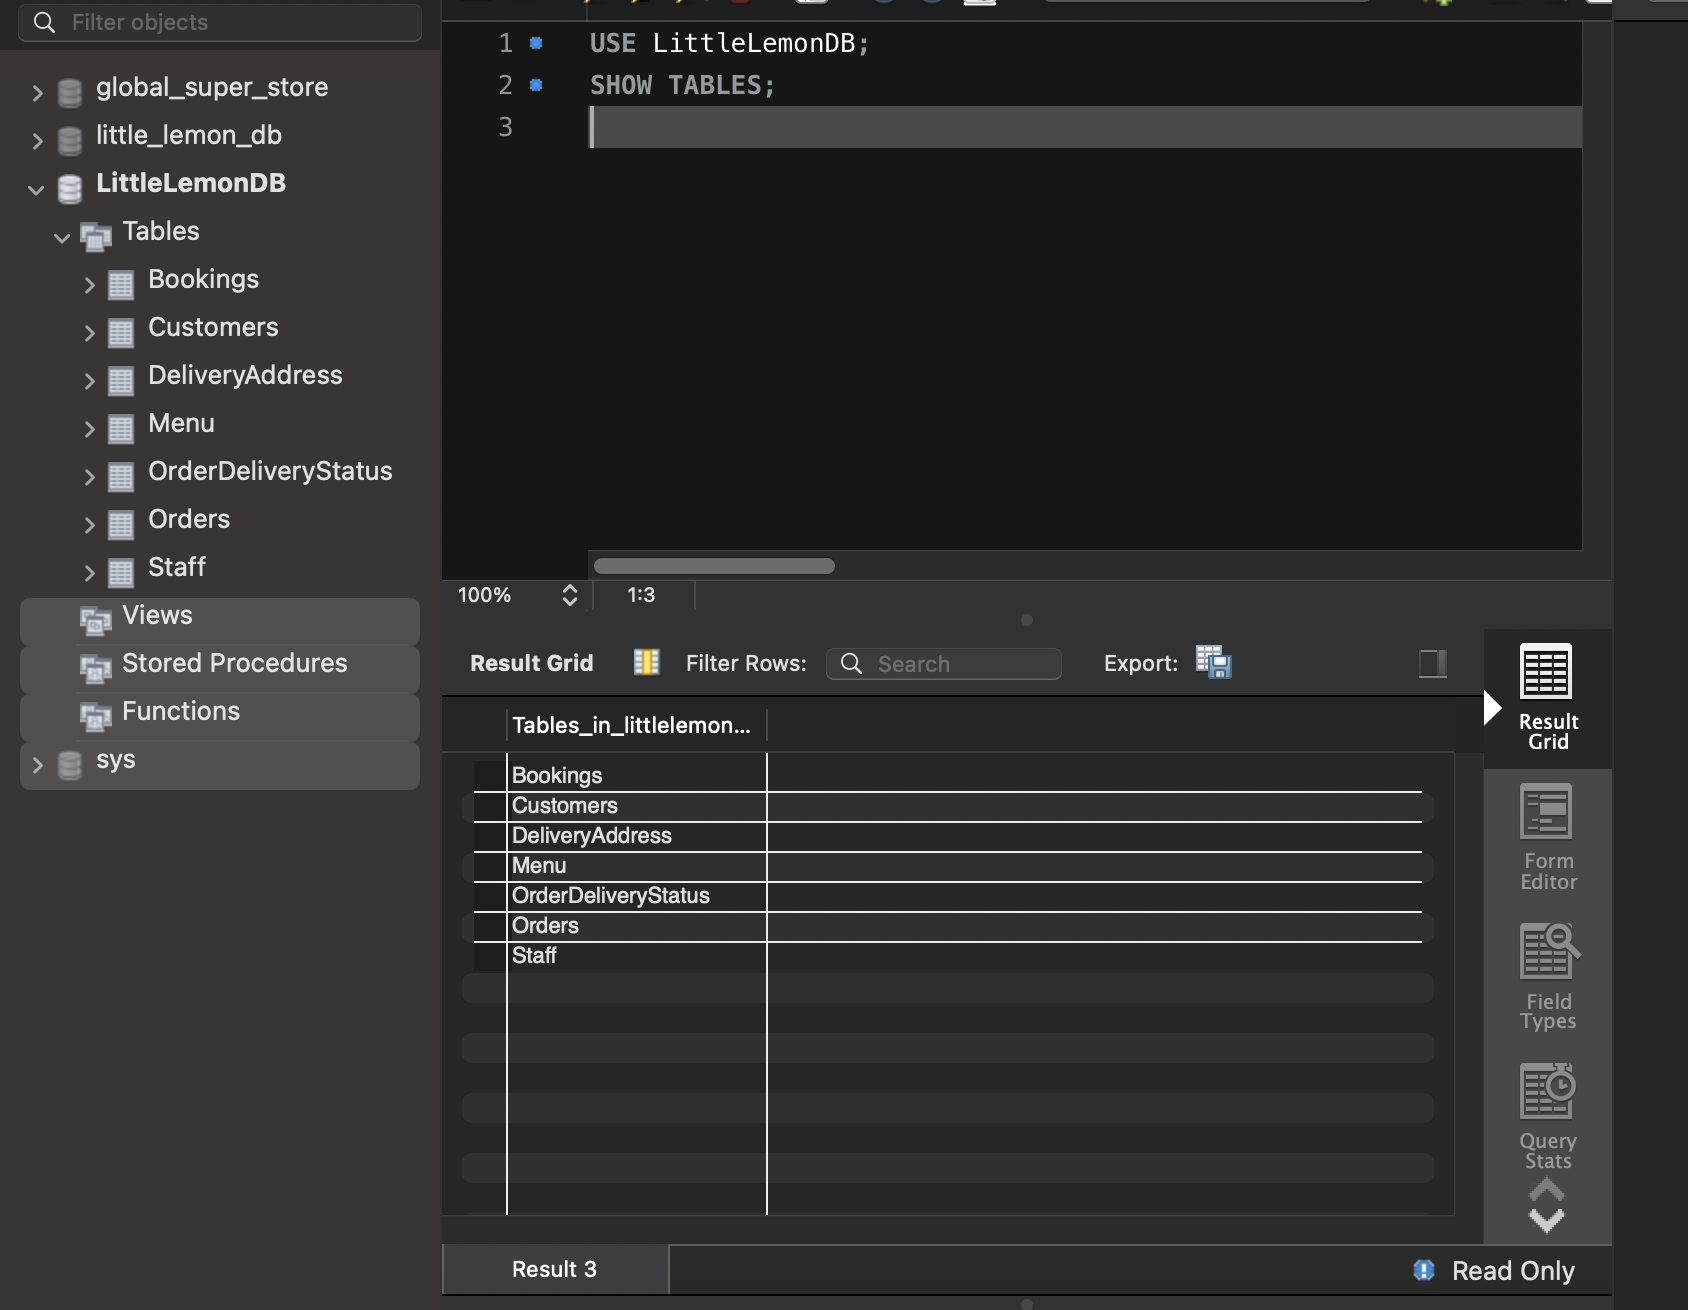 Filter objects
global_super_store
little_lemon_db
LittleLemonDB
Tables
Bookings
Customers
DeliveryAddress
Menu
OrderDeliveryStatus
Orders
Staff
Views
Stored Procedures
Functions
sys
1 USE LittleLemonDB;
2 SHOW TABLES;
3
100% 1:3
Result Grid Filter Rows: Search Export:
Tables_in_littlelemon...
Bookings
Customers
DeliveryAddress
Menu
OrderDeliveryStatus
Orders
Staff
Result
Grid
Form
Editor
Field
Types
Query
Stats
Result 3
Read Only